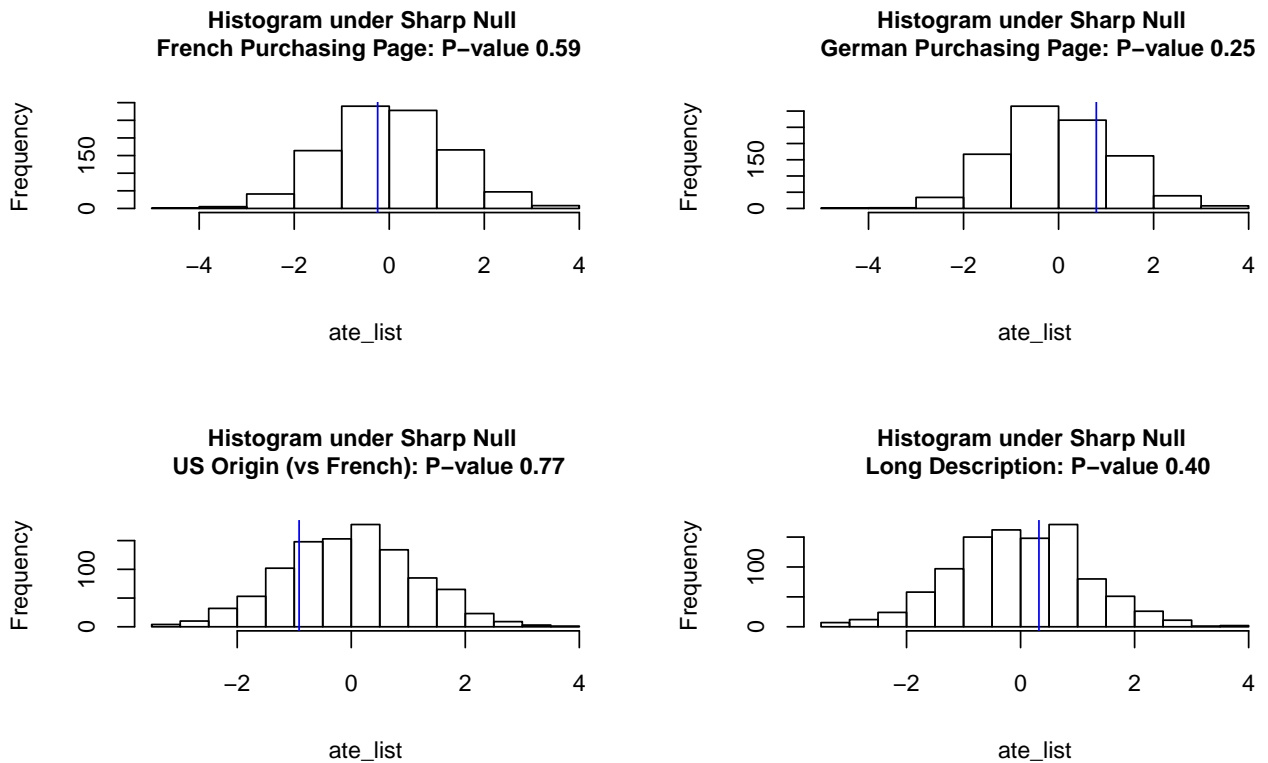 Histogram under Sharp Null
French Purchasing Page: P−value 0.59
Frequency
0
150
−4
−2
0
2
4
ate_list
Histogram under Sharp Null
German Purchasing Page: P−value 0.25
Frequency
0
150
−4
−2
0
2
4
ate_list
Histogram under Sharp Null
US Origin (vs French): P−value 0.77
Frequency
0
100
−2
0
2
4
ate_list
Histogram under Sharp Null
Long Description: P−value 0.40
Frequency
0
100
−2
0
2
4
ate_list